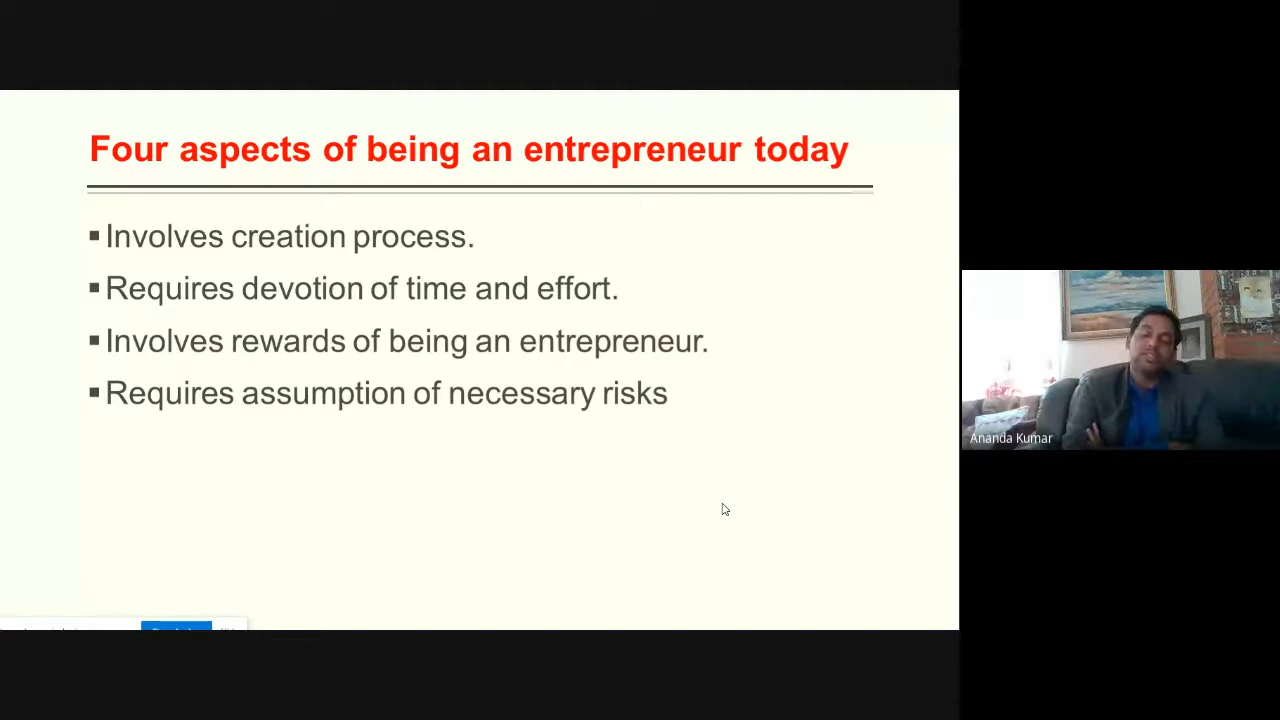 Four aspects of being an entrepreneur today
▪Involves creation process.
▪Requires devotion of time and effort.
▪Involves rewards of being an entrepreneur.
▪Requires assumption of necessary risks
Ananda Kumar